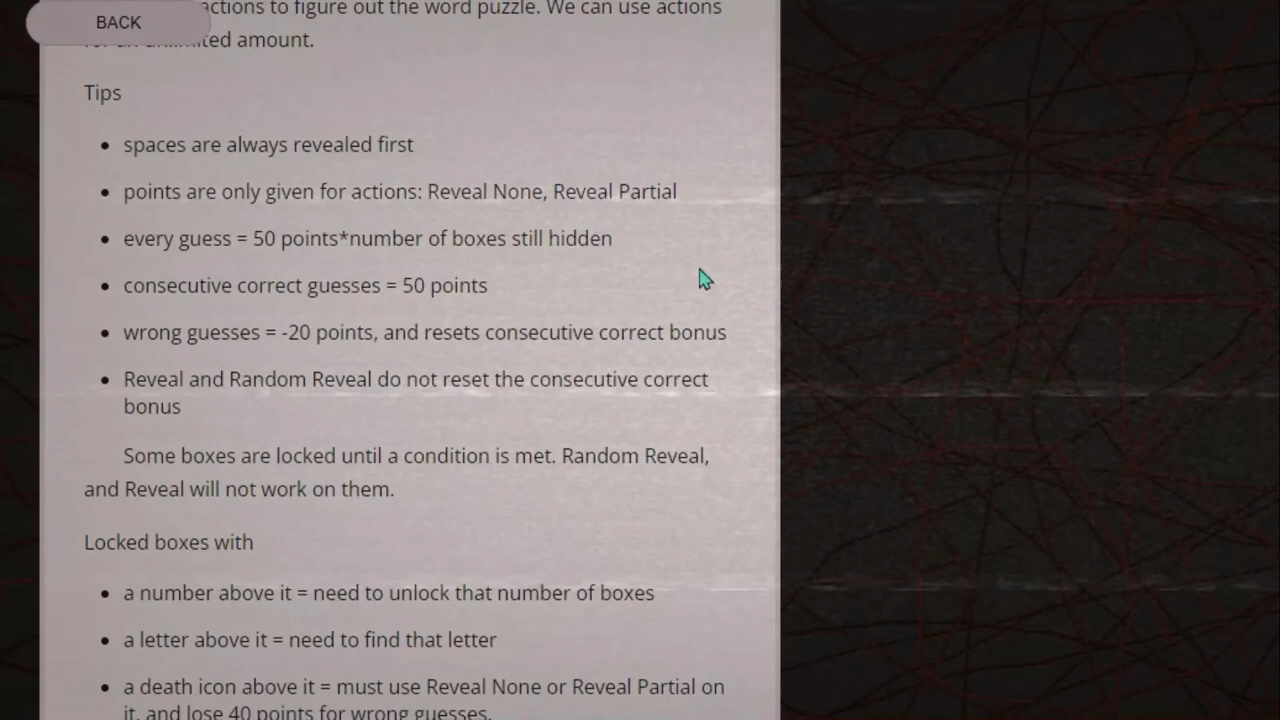 BACK
actions to figure out the word puzzle. We can use actions
amount.
Tips
spaces are always revealed first
points are only given for actions: Reveal None, Reveal Partial
every guess = 50 points*number of boxes still hidden
consecutive correct guesses = 50 points
wrong guesses = -20 points, and resets consecutive correct bonus
Reveal and Random Reveal do not reset the consecutive correct
bonus
Some boxes are locked until a condition is met. Random Reveal,
and Reveal will not work on them.
Locked boxes with
a number above it = need to unlock that number of boxes
a letter above it = need to find that letter
a death icon above it = must use Reveal None or Reveal Partial on
it, and lose 40 points for wrong guesses.